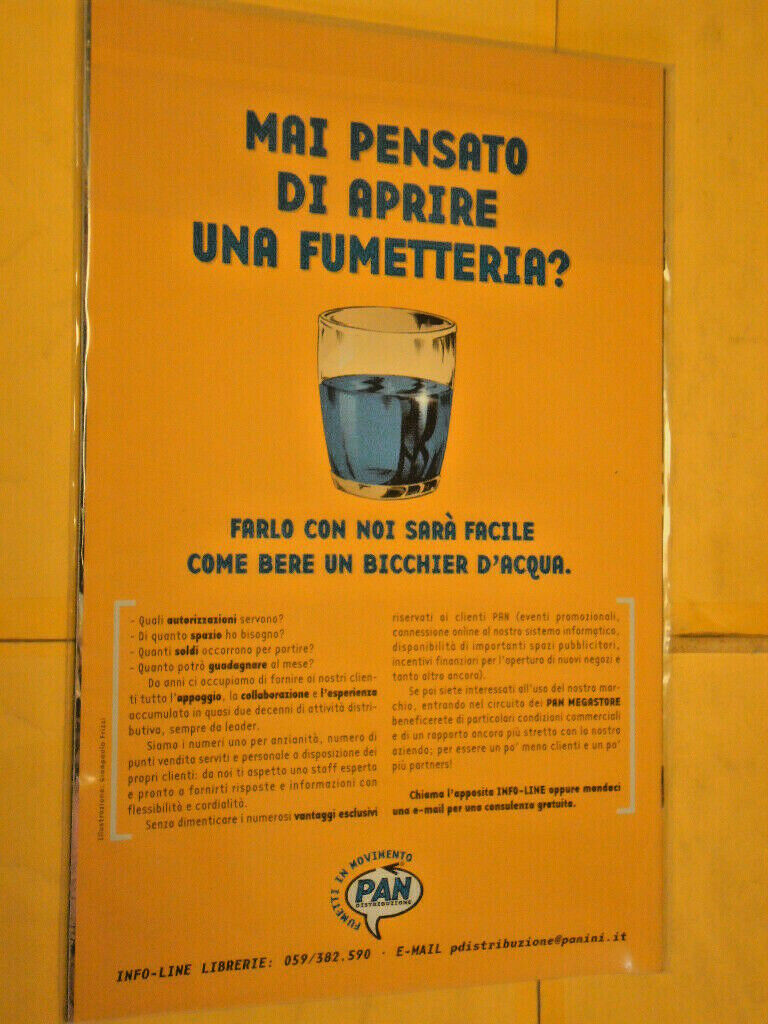 MAI PENSATO
DI APRIRE
UNA FUMETTERIA?
FARLO CON NOI SARÀ FACILE
COME BERE UN BICCHIER D'ACQUA.
- Quali autorizzazioni servono?
- Di quanto spazio ho bisogno?
- Quanti soldi occorrono per partire?
- Quanto potrò guadagnare al mese?
Da anni ci occupiamo di fornire ai nostri clien-
ti tutto l'appoggio, la collaborazione e l'esperienza
accumulata in quasi due decenni di attività distri-
butiva, sempre da leader.
Siamo i numeri uno per anzianità, numero di
punti vendita serviti e personale a disposizione dei
propri clienti: da noi ti aspetta uno staff esperto
e pronto a fornirti risposte e informazioni con
flessibilità e cordialità.
Senza dimenticare i numerosi vantaggi esclusivi
riservati ai clienti PAN (eventi promozionali,
connessione online al nostro sistema informatico,
disponibilità di importanti spazi pubblicitari,
incentivi finanziari per l'apertura di nuovi negozi e
tanto altro ancora).
Se poi siete interessati all'uso del nostro mar-
chio, entrando nel circuito dei PAN MEGASTORE
beneficerete di particolari condizioni commerciali
e di un rapporto ancora più stretto con la nostra
azienda; per essere un po' meno clienti e un po'
più partners!
Chiama l'apposita INFO-LINE oppure mandaci
una e-mail per una consulenza gratuita.
Illustrazione: Gianpaolo Frizzi
FUMETTI IN MOVIMENTO
PAN
DISTRIBUZIONE
INFO-LINE LIBRERIE: 059/382.590 · E-MAIL pdistribuzione@panini.it